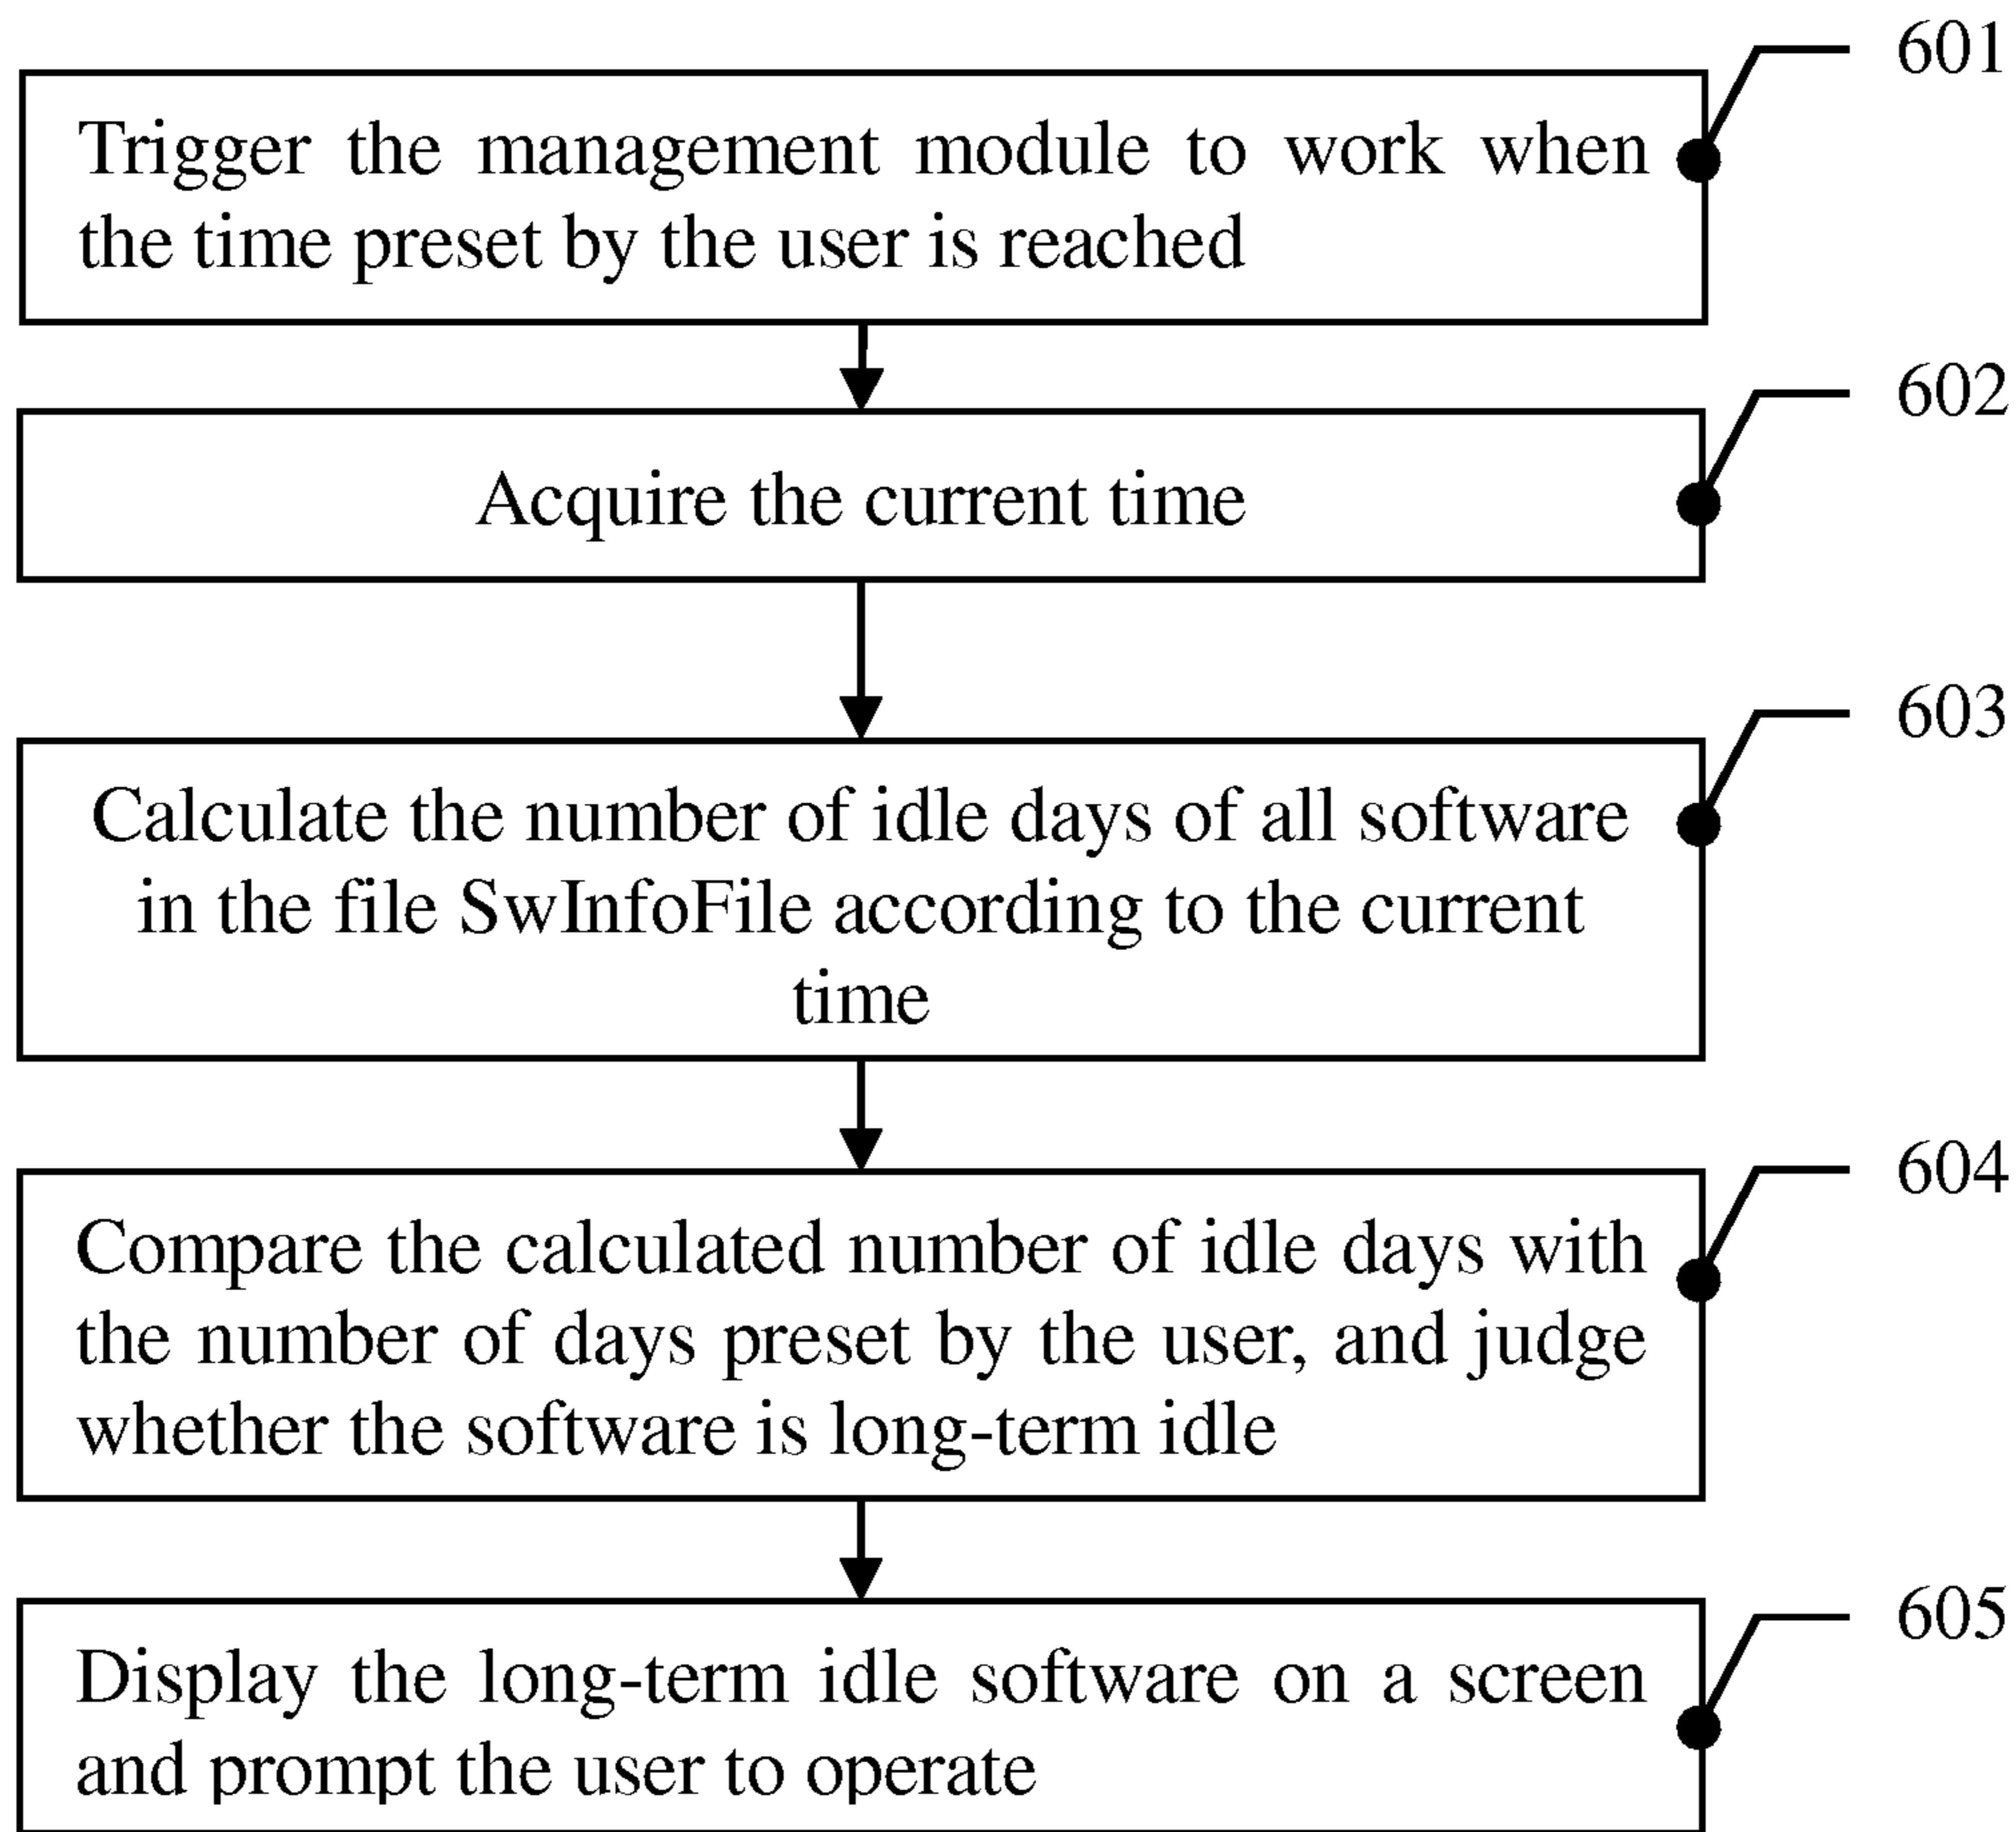 601
Trigger the management module to work when
the time preset by the user is reached
602
Acquire the current time
603
Calculate the number of idle days of all software
in the file SwInfoFile according to the current
time
604
Compare the calculated number of idle days with
the number of days preset by the user, and judge
whether the software is long-term idle
605
Display the long-term idle software on a screen
and prompt the user to operate